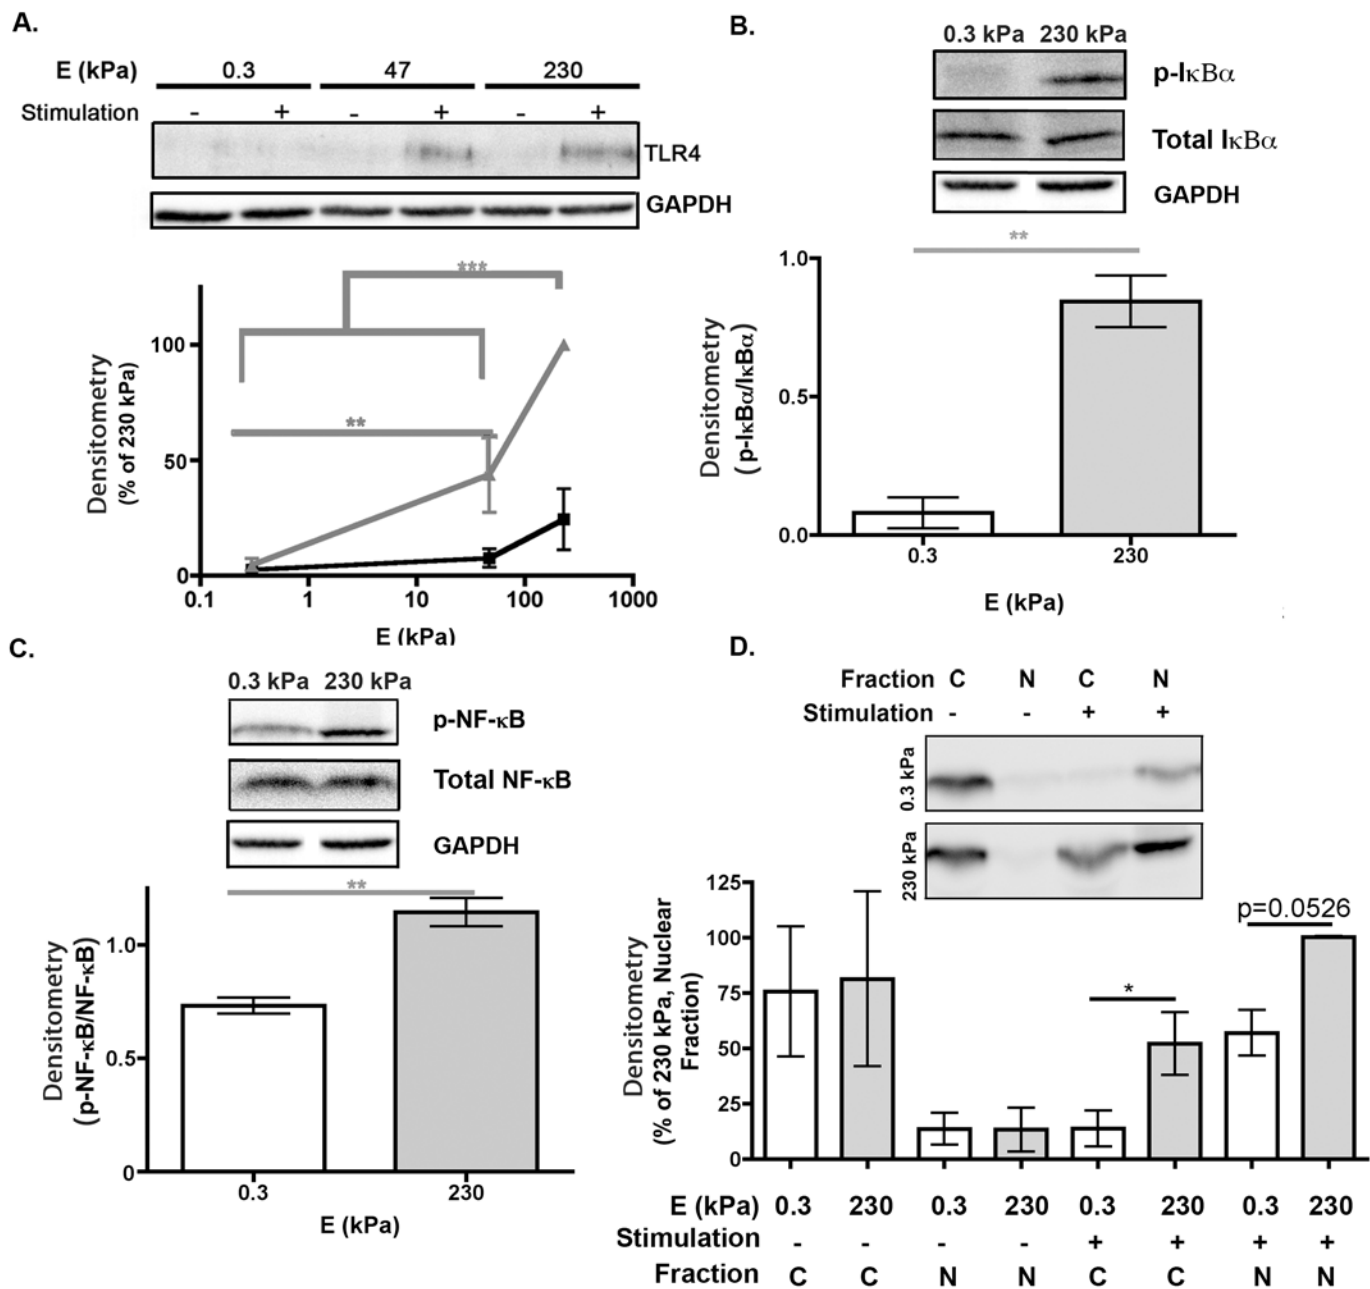 A.
E (kPa) 0.3 47 230
Stimulation - + - + - +
TLR4
GAPDH
***
**
Densitometry
(% of 230 kPa)
100
50
0
0.1 1 10 100 1000
E (kPa)
B.
0.3 kPa 230 kPa
p-IκBα
Total IκBα
GAPDH
**
Densitometry
(p-IκBα/IκBα)
1.0
0.5
0.0
0.3 230
E (kPa)
C.
0.3 kPa 230 kPa
p-NF-κB
Total NF-κB
GAPDH
**
Densitometry
(p-NF-κB/NF-κB)
1.0
0.5
0
0.3 230
E (kPa)
D.
Fraction C N C N
Stimulation - - + +
0.3 kPa
230 kPa
Densitometry
(% of 230 kPa, Nuclear
Fraction)
125
100
75
50
25
0
*
p=0.0526
E (kPa) 0.3 230 0.3 230 0.3 230 0.3 230
Stimulation - - - - + + + +
Fraction C C N N C C N N